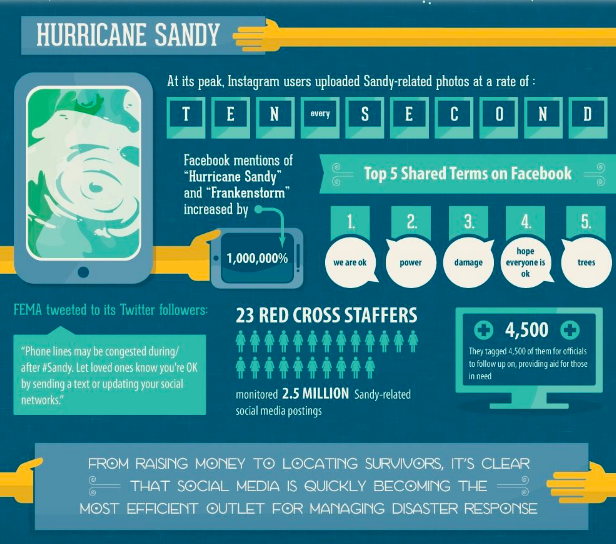 HURRICANE SANDY
At its peak, Instagram users uploaded Sandy-related photos at a rate of :
T E N every S E C O N D
Facebook mentions of
“Hurricane Sandy”
and “Frankenstorm”
increased by
1,000,000%
Top 5 Shared Terms on Facebook
1.
we are ok
2.
power
3.
damage
4.
hope
everyone is
ok
5.
trees
FEMA tweeted to its Twitter followers:
“Phone lines may be congested during/
after #Sandy. Let loved ones know you're OK
by sending a text or updating your social
networks.”
23 RED CROSS STAFFERS
monitored 2.5 MILLION Sandy-related
social media postings
4,500
They tagged 4,500 of them for officials
to follow up on, providing aid for those
in need
FROM RAISING MONEY TO LOCATING SURVIVORS, IT'S CLEAR
THAT SOCIAL MEDIA IS QUICKLY BECOMING THE
MOST EFFICIENT OUTLET FOR MANAGING DISASTER RESPONSE